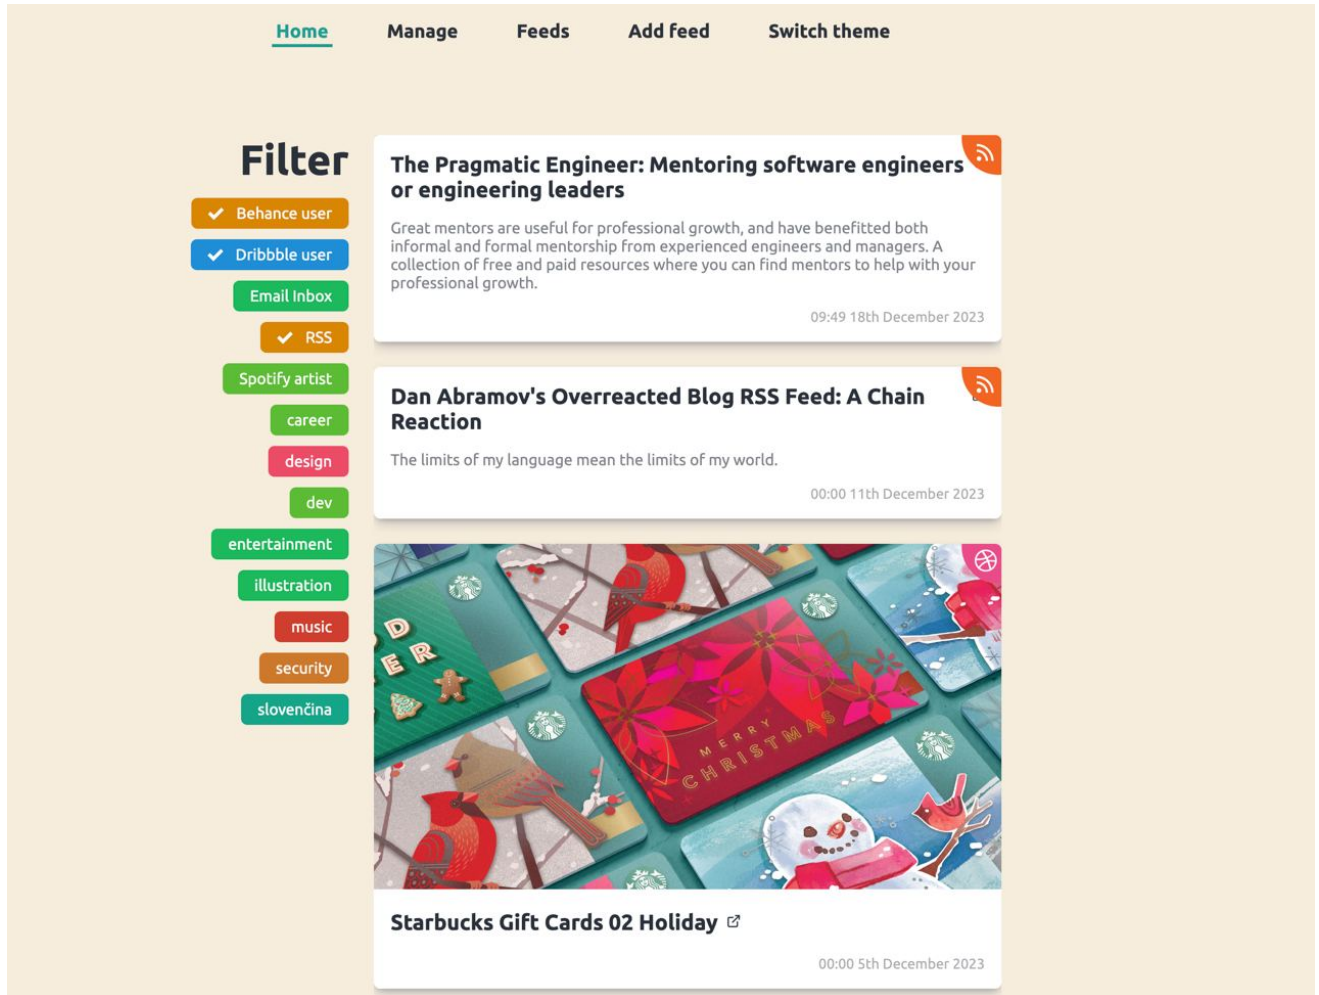 Home Manage Feeds Add feed Switch theme
Filter
Behance user
Dribbble user
Email Inbox
RSS
Spotify artist
career
design
dev
entertainment
illustration
music
security
slovenčina
The Pragmatic Engineer: Mentoring software engineers
or engineering leaders
Great mentors are useful for professional growth, and have benefitted both
informal and formal mentorship from experienced engineers and managers. A
collection of free and paid resources where you can find mentors to help with your
professional growth.
09:49 18th December 2023
Dan Abramov's Overreacted Blog RSS Feed: A Chain
Reaction
The limits of my language mean the limits of my world.
00:00 11th December 2023
MERRY
CHRISTMAS
Starbucks Gift Cards 02 Holiday
00:00 5th December 2023